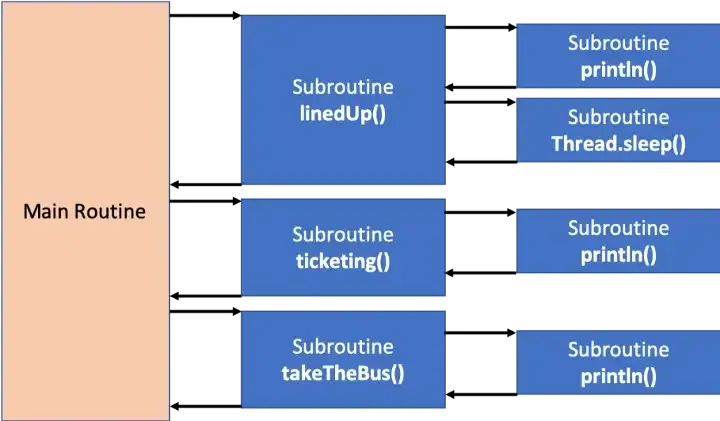 Main Routine
Subroutine
linedUp()
Subroutine
println()
Subroutine
Thread.sleep()
Subroutine
ticketing()
Subroutine
println()
Subroutine
takeTheBus()
Subroutine
println()